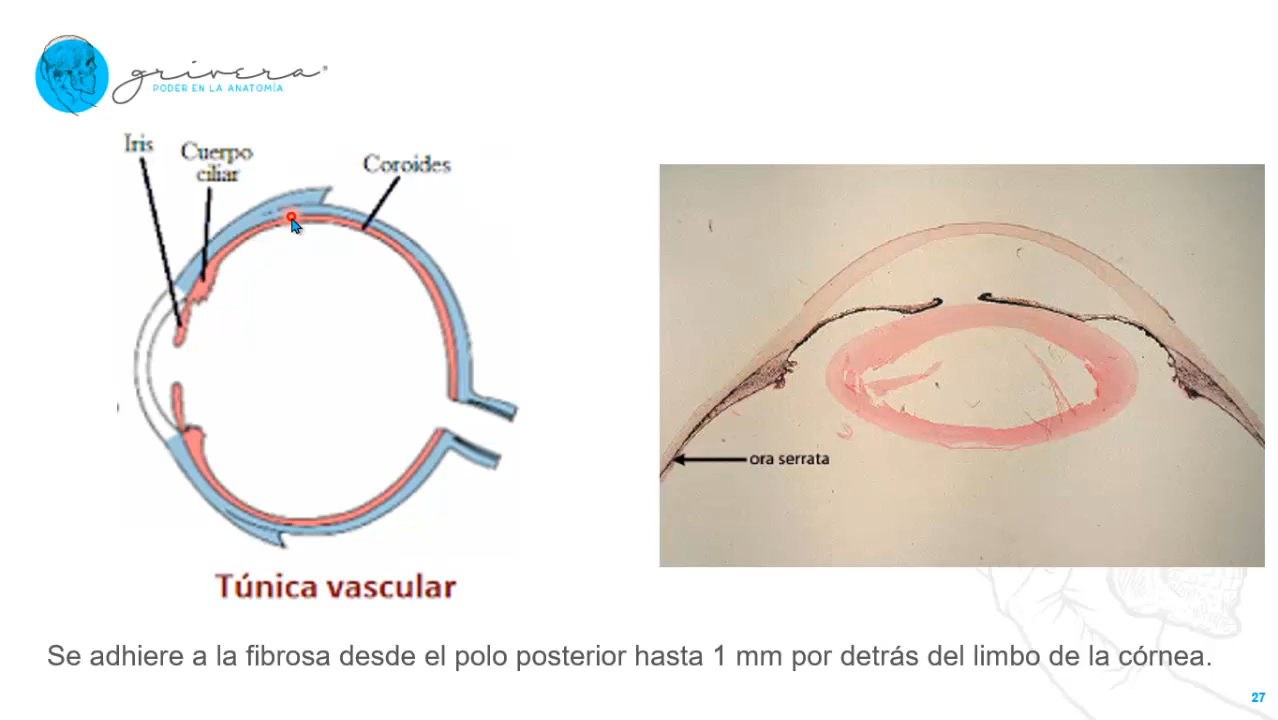 grivera®
PODER EN LA ANATOMÍA
Iris
Cuerpo
ciliar
Coroides
ora serrata
Túnica vascular
Se adhiere a la fibrosa desde el polo posterior hasta 1 mm por detrás del limbo de la córnea.
27